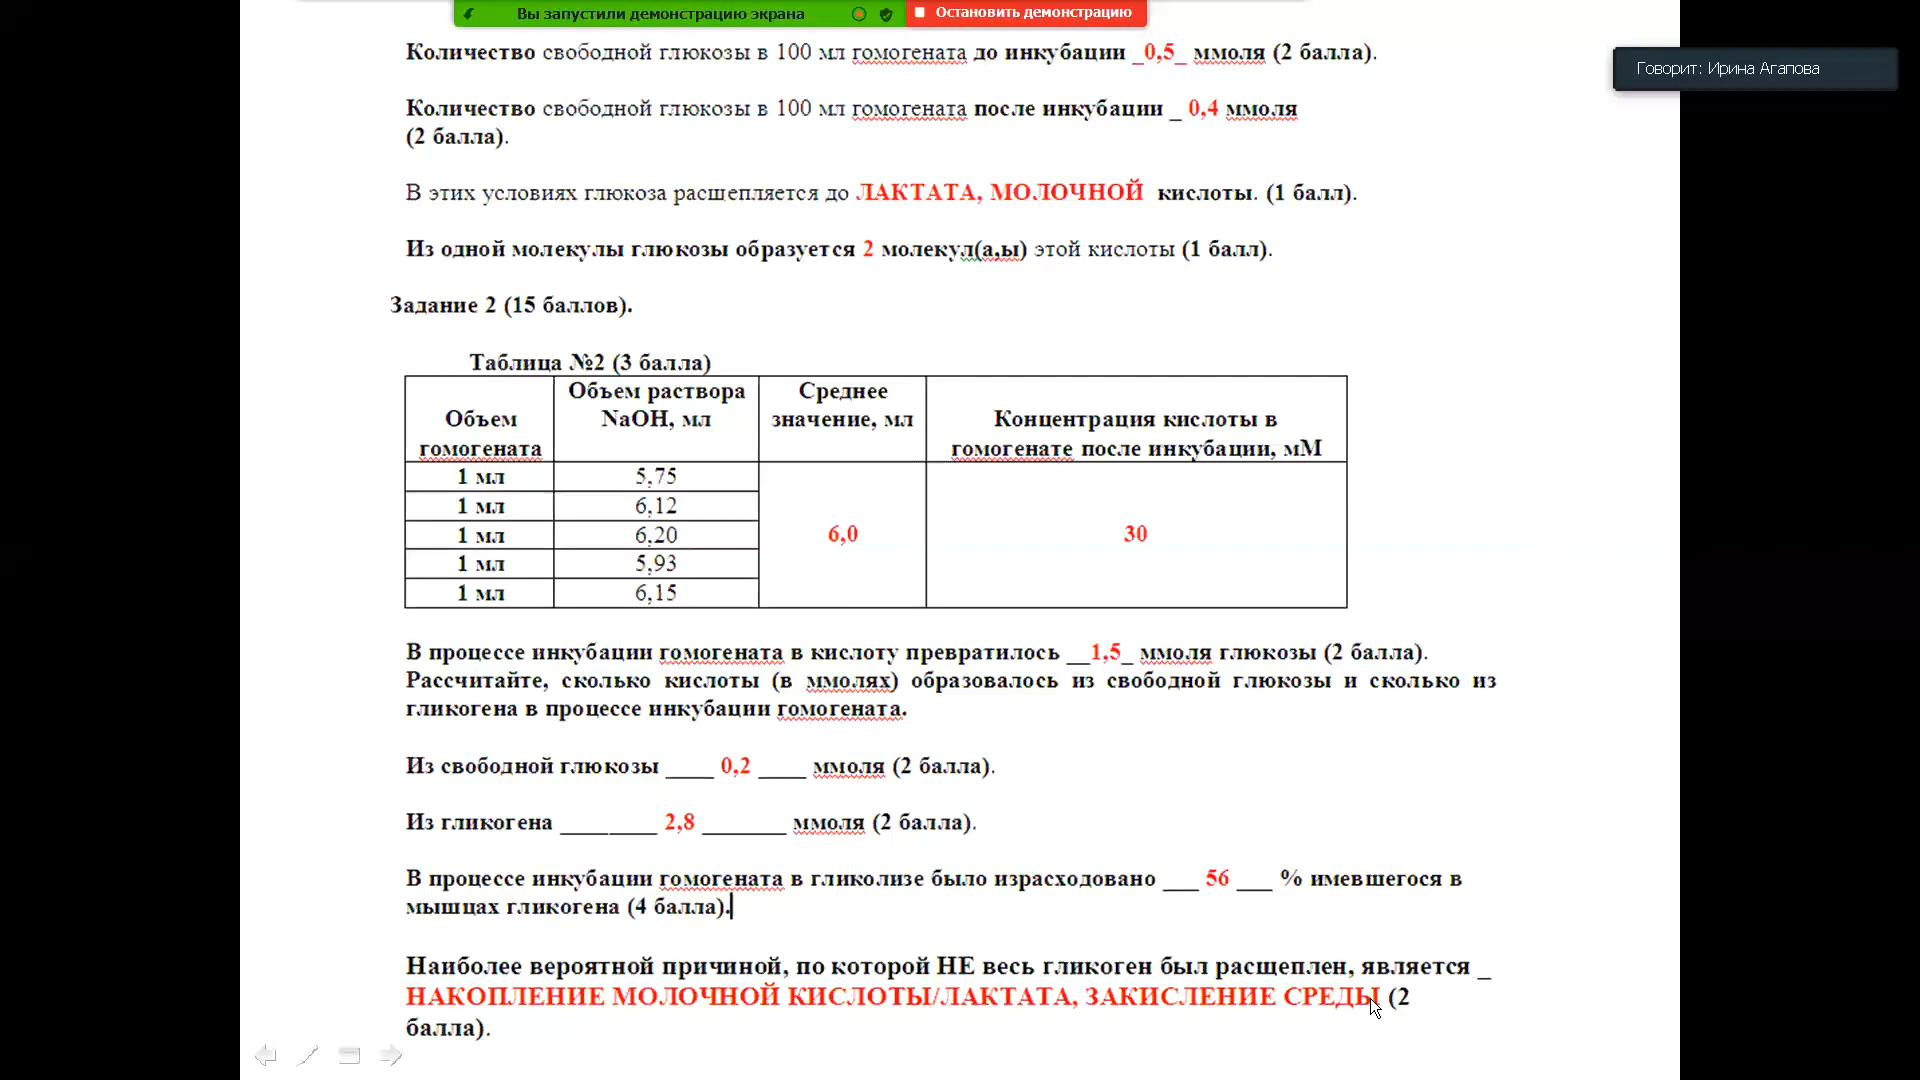 Вы запустили демонстрацию экрана
Остановить демонстрацию
Говорит: Ирина Агапова
Количество свободной глюкозы в 100 мл гомогената до инкубации _0,5_ ммоля (2 балла).
Количество свободной глюкозы в 100 мл гомогената после инкубации _ 0,4 ммоля
(2 балла).
В этих условиях глюкоза расщепляется до ЛАКТАТА, МОЛОЧНОЙ кислоты. (1 балл).
Из одной молекулы глюкозы образуется 2 молекул(а,ы) этой кислоты (1 балл).
Задание 2 (15 баллов).
Таблица №2 (3 балла)
Объем гомогената
Объем раствора NaOH, мл
Среднее значение, мл
Концентрация кислоты в гомогенате после инкубации, мМ
1 мл 5,75
1 мл 6,12
1 мл 6,20 6,0 30
1 мл 5,93
1 мл 6,15
В процессе инкубации гомогената в кислоту превратилось __1,5_ ммоля глюкозы (2 балла).
Рассчитайте, сколько кислоты (в ммолях) образовалось из свободной глюкозы и сколько из
гликогена в процессе инкубации гомогената.
Из свободной глюкозы ____ 0,2 ____ ммоля (2 балла).
Из гликогена ________ 2,8 _______ ммоля (2 балла).
В процессе инкубации гомогената в гликолизе было израсходовано ___ 56 ___ % имевшегося в
мышцах гликогена (4 балла).
Наиболее вероятной причиной, по которой НЕ весь гликоген был расщеплен, является _
НАКОПЛЕНИЕ МОЛОЧНОЙ КИСЛОТЫ/ЛАКТАТА, ЗАКИСЛЕНИЕ СРЕДЫ (2
балла).